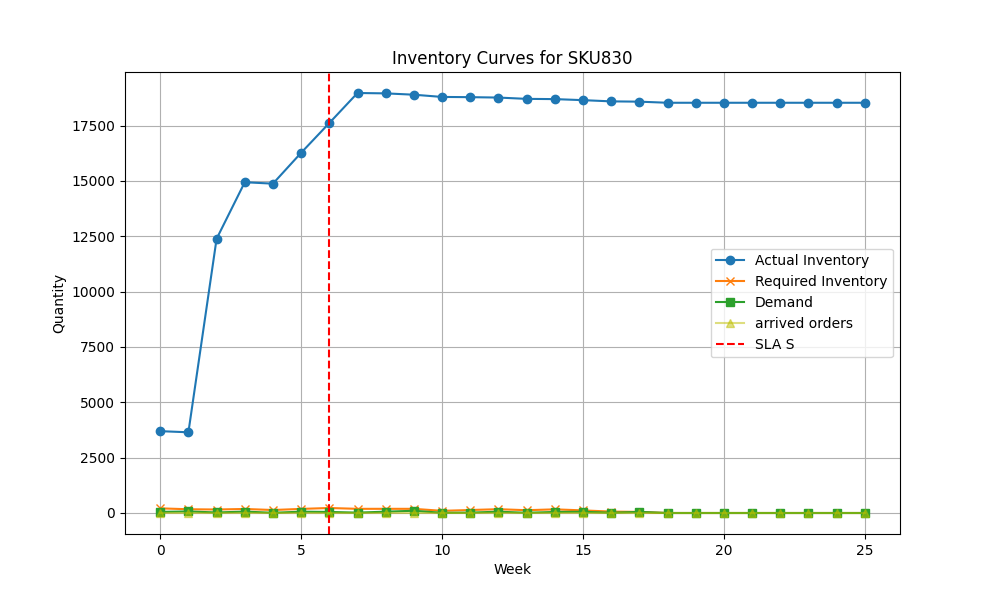 Inventory Curves for SKU830
Quantity
17500
15000
12500
10000
7500
5000
2500
0
Actual Inventory
Required Inventory
Demand
arrived orders
SLA S
0 5 10 15 20 25
Week